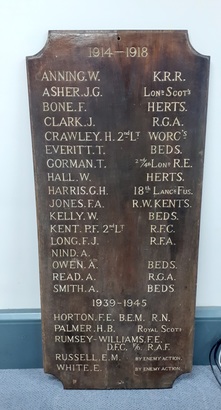 1914-1918
ANNING.W. K.R.R.
ASHER.J.G. LONˢ SCOTˢ
BONE.F. HERTS.
CLARK.J. R.G.A.
CRAWLEY.H. 2ⁿᵈ Lᵀ WORCˢ
EVERITT.T. BEDS.
GORMAN.T. R.E.
HALL.W. HERTS.
HARRIS.G.H. 18ᵗʰ LANCˢ FUS.
JONES.F.A. R.W.KENTS.
KELLY.W. BEDS.
KENT.P.F. 2ⁿᵈ Lᵀ R.F.C.
LONG.F.J. R.F.A.
NIND.A.
OWEN.A. BEDS.
READ.A. R.G.A.
SMITH.A. BEDS.
1939-1945
HORTON.F.E. B.E.M. R.N.
PALMER.H.B. ROYAL SCOTS
RUMSEY-WILLIAMS.F.E.
D.F.C. R.A.F.
RUSSELL.E.M. BY ENEMY ACTION.
WHITE.E. BY ENEMY ACTION.